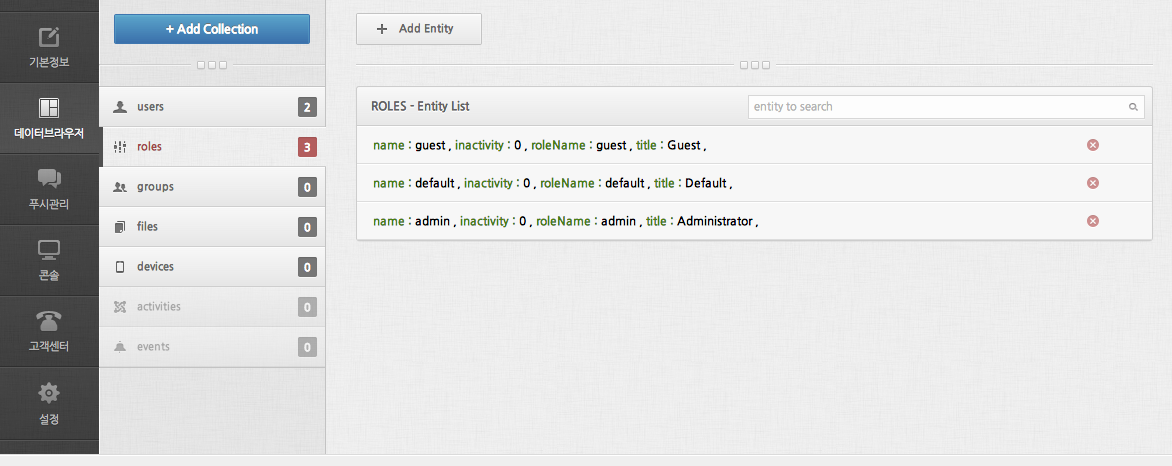 기본정보
데이터브라우저
푸시관리
콘솔
고객센터
설정
+ Add Collection
users 2
roles 3
groups 0
files 0
devices 0
activities 0
events 0
+ Add Entity
ROLES - Entity List
entity to search
name : guest , inactivity : 0 , roleName : guest , title : Guest ,
name : default , inactivity : 0 , roleName : default , title : Default ,
name : admin , inactivity : 0 , roleName : admin , title : Administrator ,